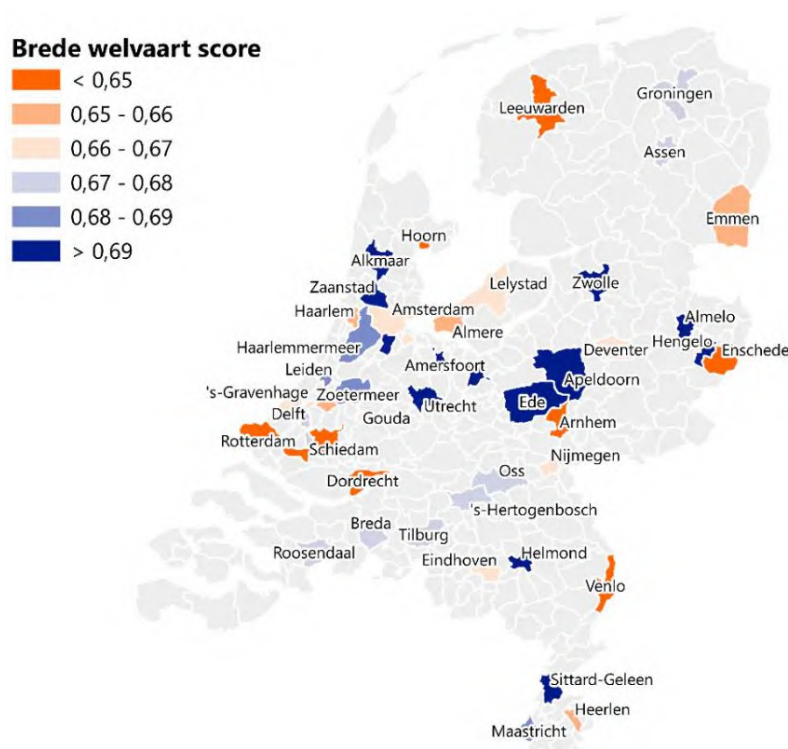 Brede welvaart score
< 0,65
0,65 - 0,66
0,66 - 0,67
0,67 - 0,68
0,68 - 0,69
> 0,69
Leeuwarden
Groningen
Assen
Emmen
Hoorn
Alkmaar
Zaanstad
Lelystad
Zwolle
Haarlem
Amsterdam
Almere
Almelo
Hengelo
Enschede
Haarlemmermeer
Amersfoort
Deventer
Apeldoorn
Leiden
's-Gravenhage
Zoetermeer
Delft
Gouda
Utrecht
Ede
Arnhem
Rotterdam
Schiedam
Nijmegen
Dordrecht
Oss
's-Hertogenbosch
Breda
Tilburg
Roosendaal
Eindhoven
Helmond
Venlo
Sittard-Geleen
Heerlen
Maastricht